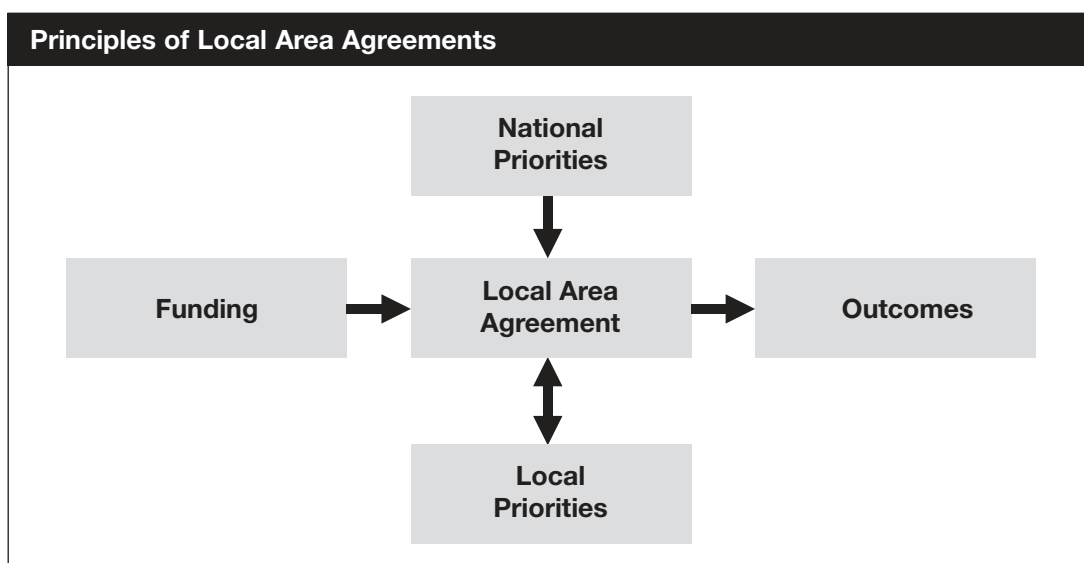 Principles of Local Area Agreements
National
Priorities
Funding
Local Area
Agreement
Outcomes
Local
Priorities